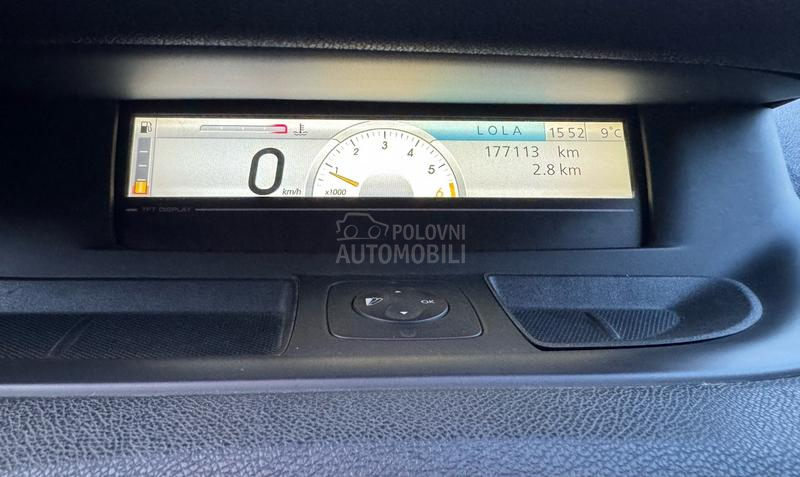 LOLA 15 52 9°C
177113 km
2.8 km
0 km/h
1 2 3 4 5 6
x1000
TFT DISPLAY
POLOVNI
AUTOMOBILI
OK